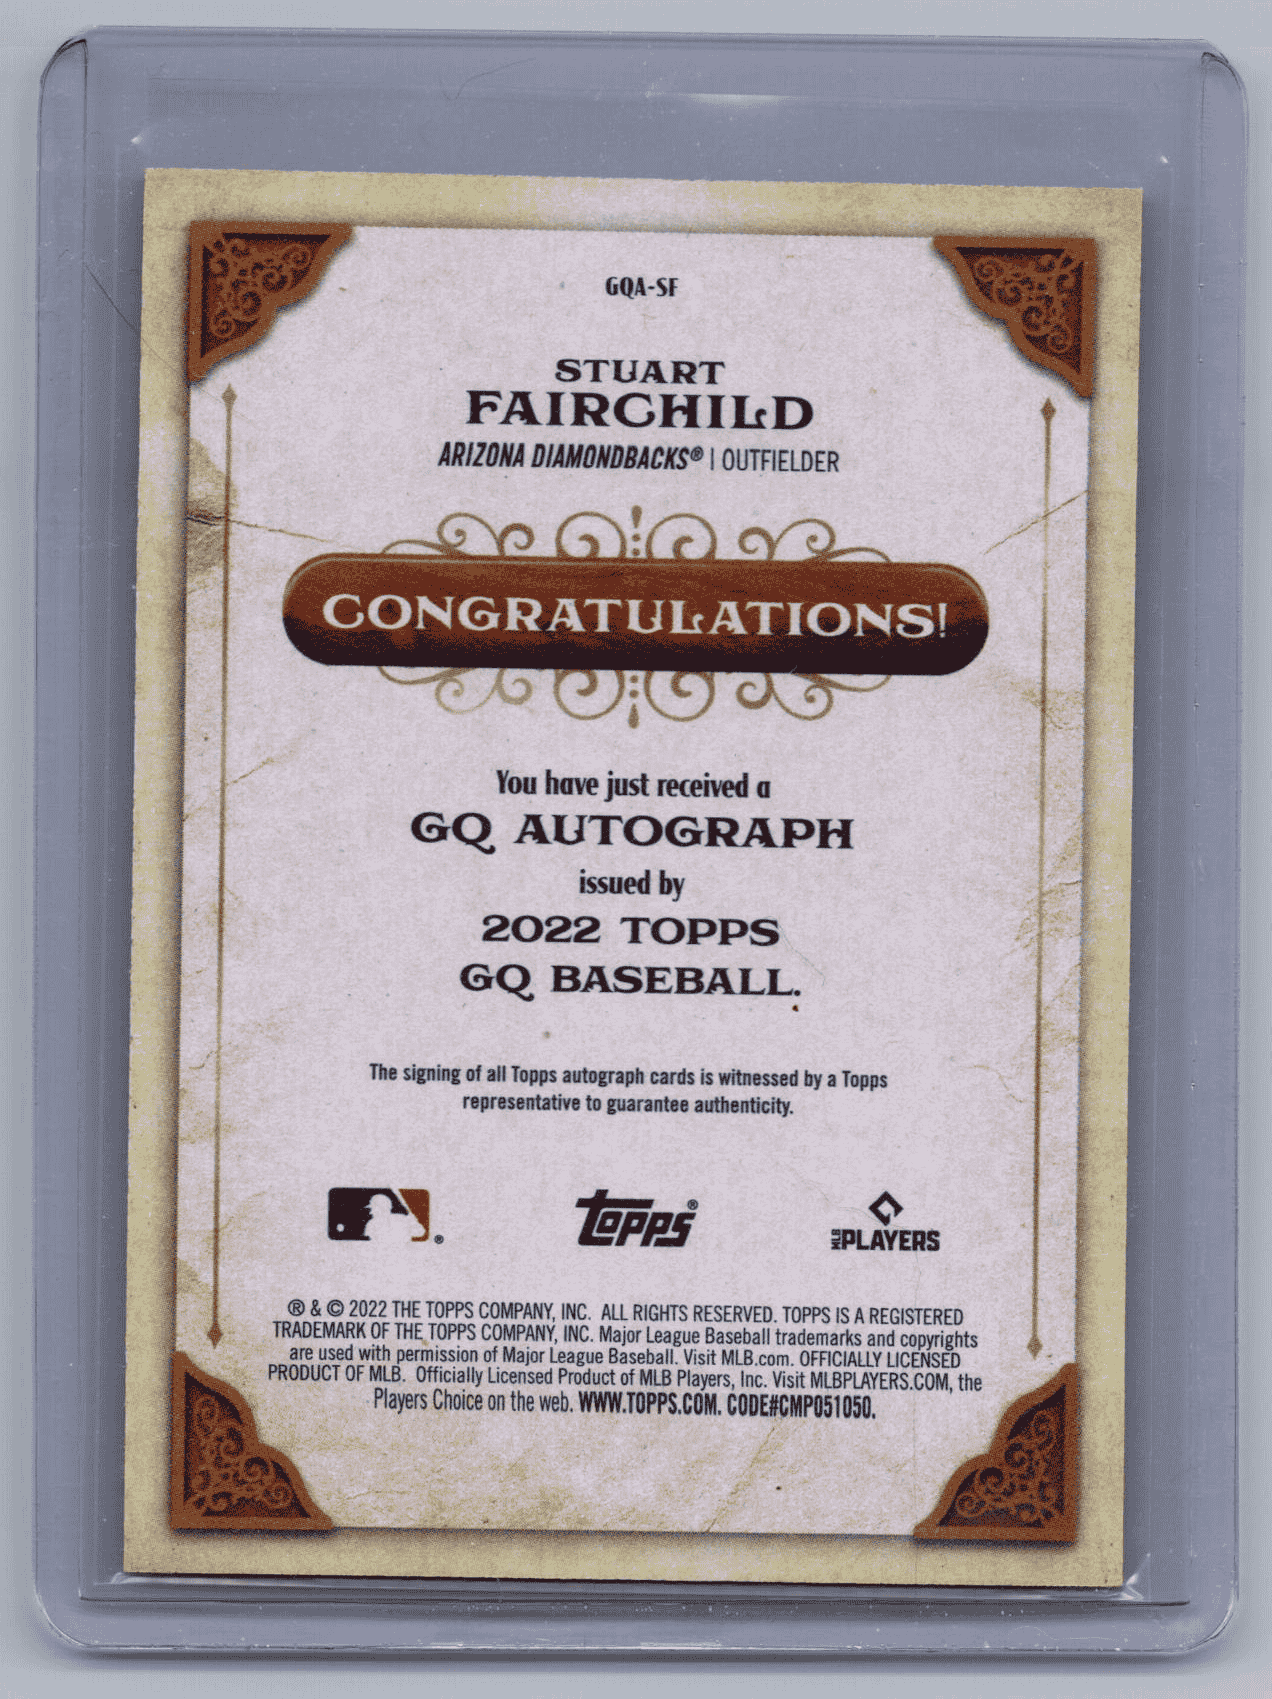 GQA-SF
STUART
FAIRCHILD
ARIZONA DIAMONDBACKS® | OUTFIELDER
CONGRATULATIONS!
You have just received a
GQ AUTOGRAPH
issued by
2022 TOPPS
GQ BASEBALL.
The signing of all Topps autograph cards is witnessed by a Topps
representative to guarantee authenticity.
® topps® MLB PLAYERS
® & © 2022 THE TOPPS COMPANY, INC. ALL RIGHTS RESERVED. TOPPS IS A REGISTERED
TRADEMARK OF THE TOPPS COMPANY, INC. Major League Baseball trademarks and copyrights
are used with permission of Major League Baseball. Visit MLB.com. OFFICIALLY LICENSED
PRODUCT OF MLB. Officially Licensed Product of MLB Players, Inc. Visit MLBPLAYERS.COM, the
Players Choice on the web. WWW.TOPPS.COM. CODE#CMP051050.